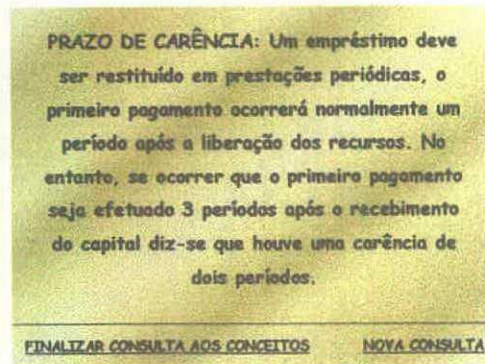 PRAZO DE CARÊNCIA: Um empréstimo deve
ser restituído em prestações periódicas, o
primeiro pagamento ocorrerá normalmente um
período após a liberação dos recursos. No
entanto, se ocorrer que o primeiro pagamento
seja efetuado 3 períodos após o recebimento
do capital diz-se que houve uma carência de
dois períodos.
FINALIZAR CONSULTA AOS CONCEITOS NOVA CONSULTA